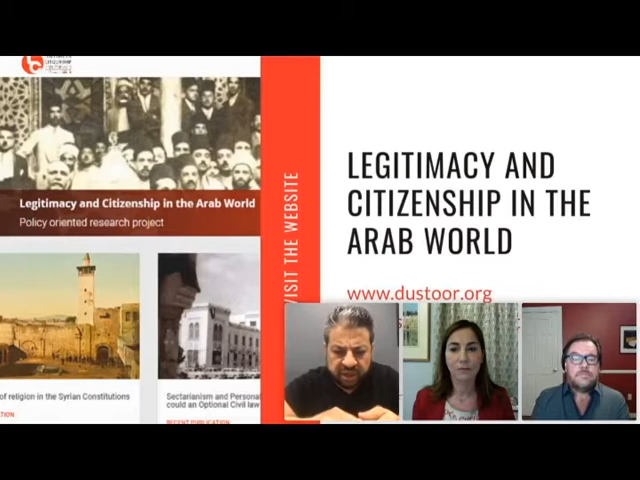 CITIZENSHIP
Legitimacy and Citizenship in the Arab World
Policy oriented research project
of religion in the Syrian Constitutions
Sectarianism and Personal
could an Optional Civil law
RECENT PUBLICATION
VISIT THE WEBSITE
LEGITIMACY AND
CITIZENSHIP IN THE
ARAB WORLD
www.dustoor.org